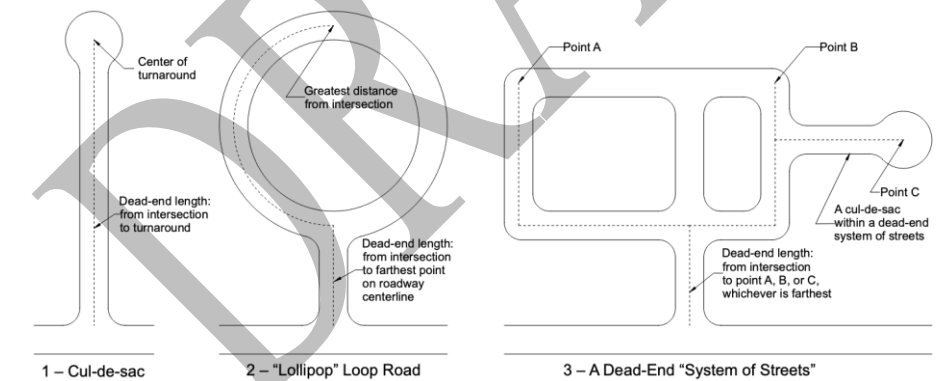 Center of
turnaround
Dead-end length:
from intersection
to turnaround
1 – Cul-de-sac
Greatest distance
from intersection
Dead-end length:
from intersection
to farthest point
on roadway
centerline
2 – “Lollipop” Loop Road
Point A
Point B
Point C
A cul-de-sac
within a dead-end
system of streets
Dead-end length:
from intersection
to point A, B, or C,
whichever is farthest
3 – A Dead-End “System of Streets”
DRA